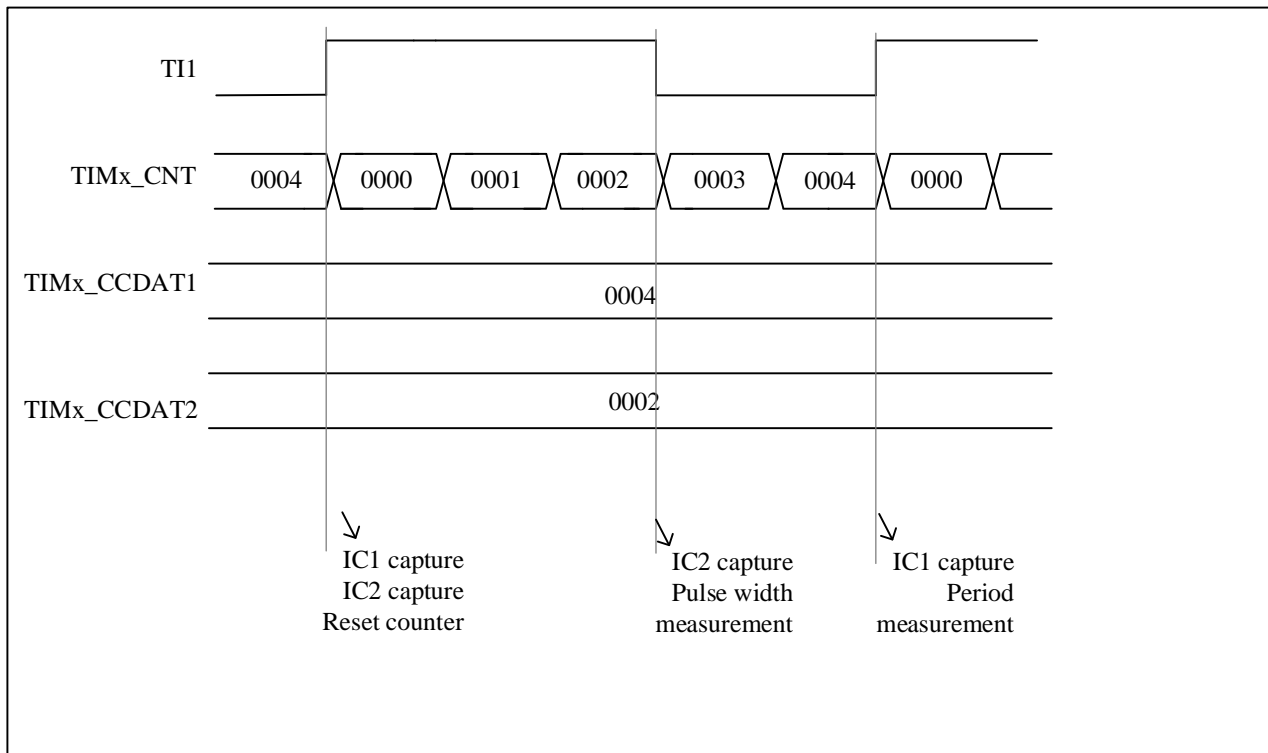 TI1
TIMx_CNT
0004
0000
0001
0002
0003
0004
0000
TIMx_CCDAT1
0004
TIMx_CCDAT2
0002
IC1 capture
IC2 capture
Reset counter
IC2 capture
Pulse width
measurement
IC1 capture
Period
measurement